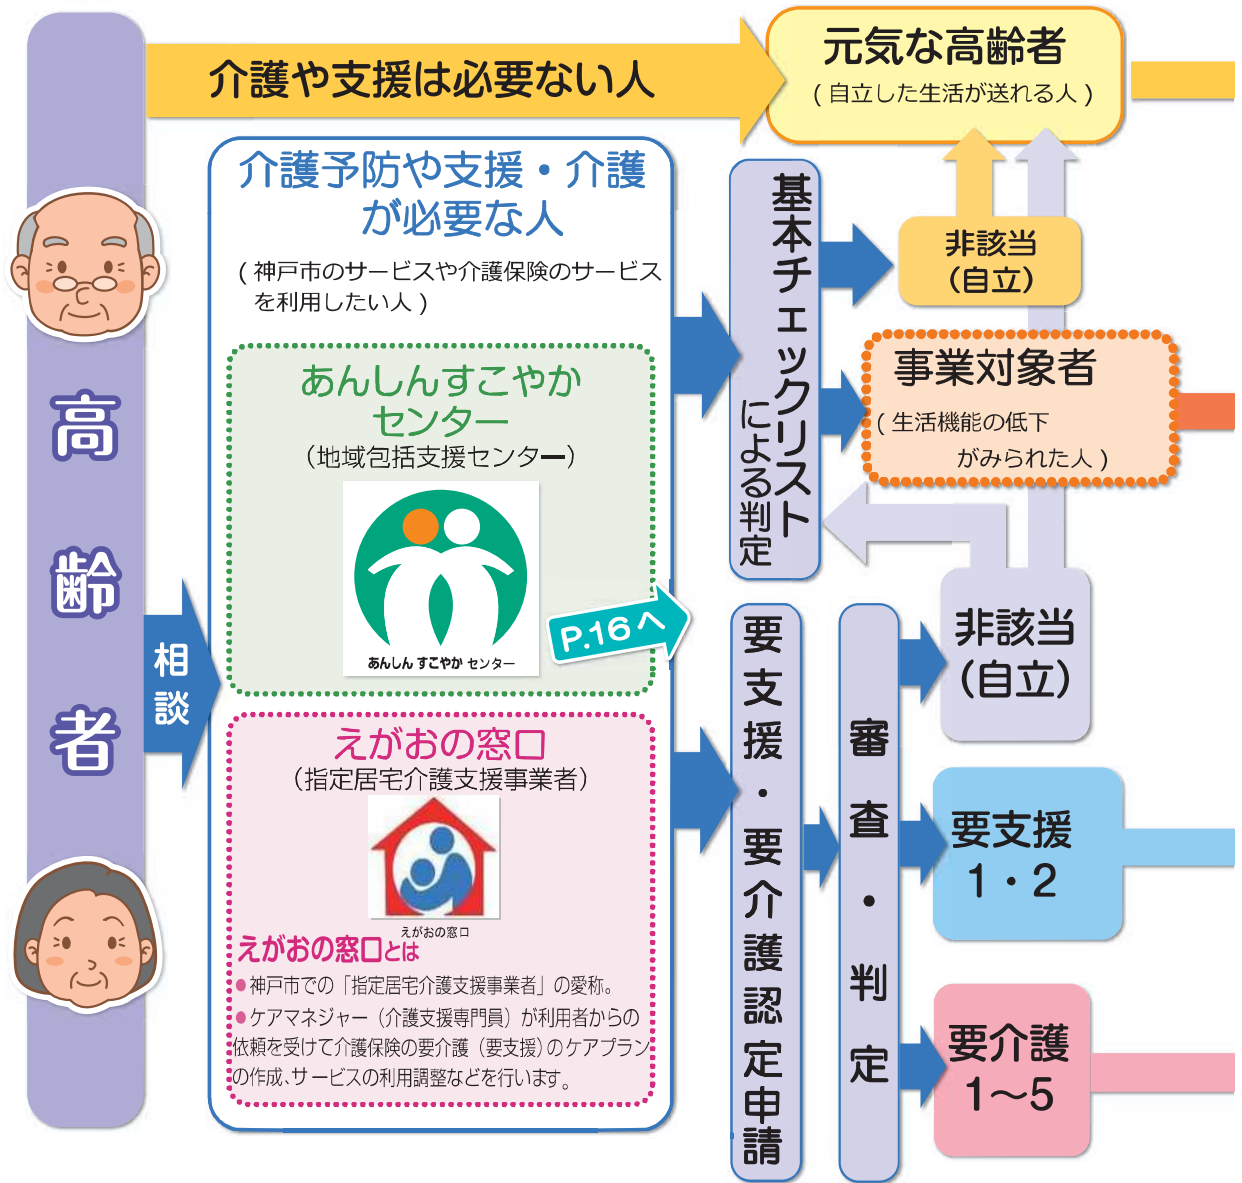 高齢者
介護や支援は必要ない人
元気な高齢者
(自立した生活が送れる人)
相談
介護予防や支援・介護
が必要な人
(神戸市のサービスや介護保険のサービス
を利用したい人)
あんしんすこやか
センター
(地域包括支援センター)
あんしん すこやか センター
P.16へ
えがおの窓口
(指定居宅介護支援事業者)
えがおの窓口
えがおの窓口とは
●神戸市での「指定居宅介護支援事業者」の愛称。
●ケアマネジャー(介護支援専門員)が利用者からの
依頼を受けて介護保険の要介護(要支援)のケアプラン
の作成、サービスの利用調整などを行います。
基本チェックリスト
による判定
非該当
(自立)
事業対象者
(生活機能の低下
がみられた人)
要支援・要介護認定申請
審査・判定
非該当
(自立)
要支援
1・2
要介護
1〜5